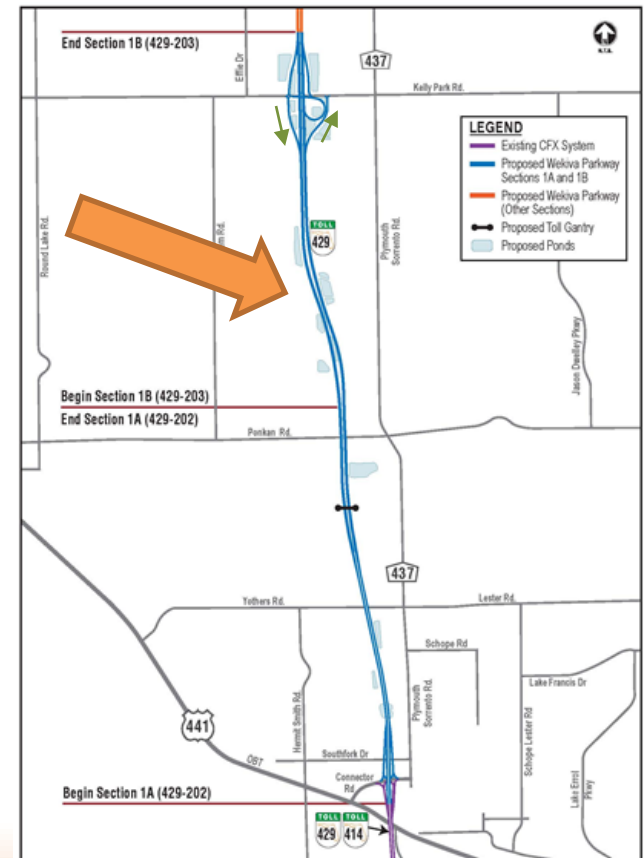 End Section 1B (429-203)
Effie Dr
437
Kelly Park Rd.
N.T.S.
LEGEND
Existing CFX System
Proposed Wekiva Parkway
Sections 1A and 1B
Proposed Wekiva Parkway
(Other Sections)
Proposed Toll Gantry
Proposed Ponds
Round Lake Rd.
Rd.
TOLL
429
Plymouth
Sorrento Rd.
Jason Dwelley Pkwy
Begin Section 1B (429-203)
End Section 1A (429-202)
Ponkan Rd.
437
Yothers Rd.
Lester Rd.
Schope Rd
Lake Francis Dr
Hermit Smith Rd.
Plymouth
Sorrento Rd.
Schope Lester Rd
441
OBT
Southfork Dr
Connector
Rd
Lake Errol
Pkwy
Begin Section 1A (429-202)
TOLL
429
TOLL
414